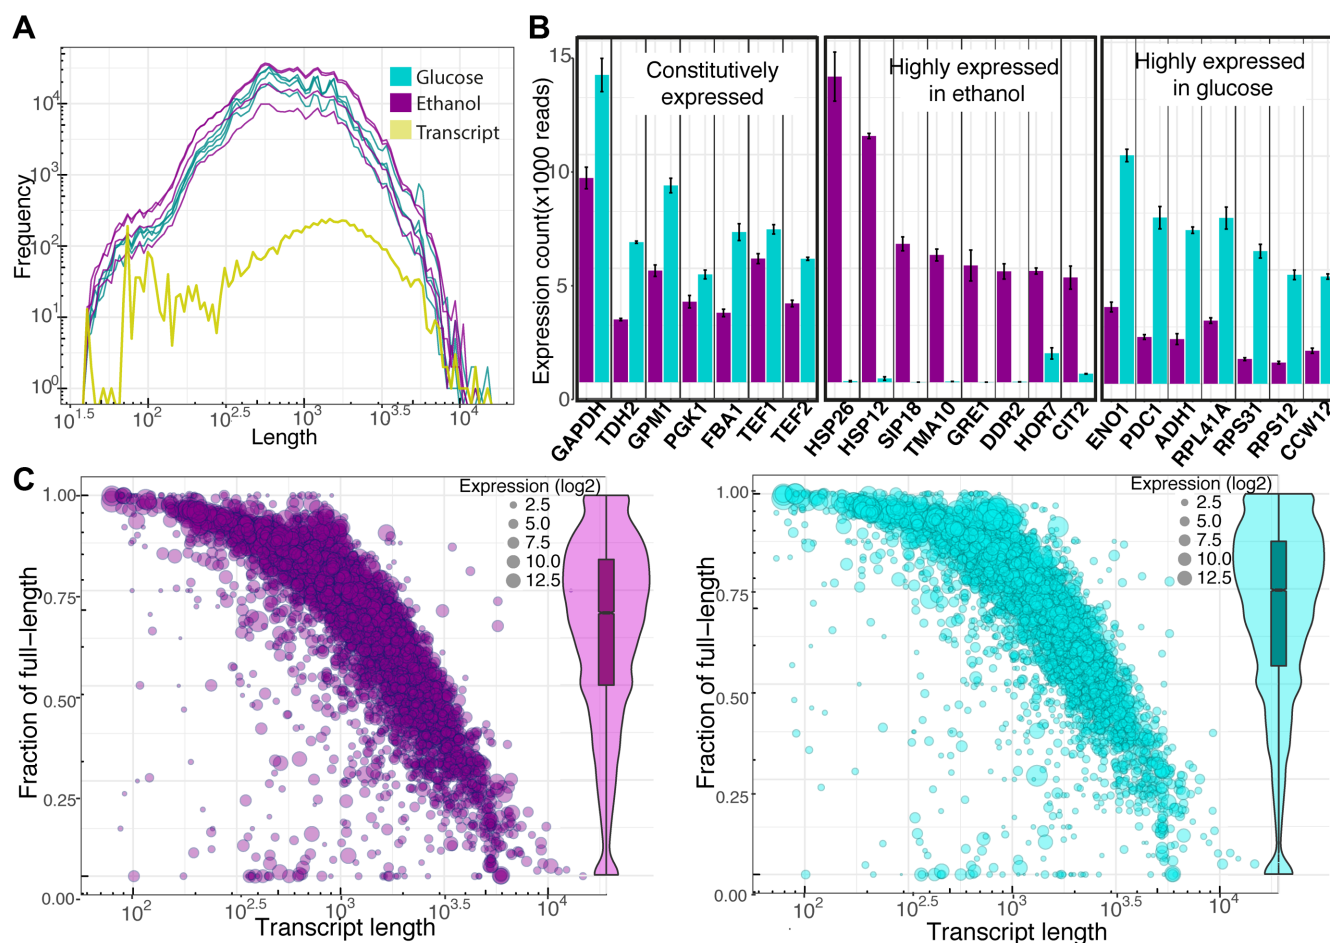 A
Frequency
10^4
10^3
10^2
10^1
10^0
Glucose
Ethanol
Transcript
10^1.5
10^2
10^2.5
10^3.5
10^4
Length
B
Expression count(x1000 reads)
15
10
5
0
Constitutively
expressed
Highly expressed
in ethanol
Highly expressed
in glucose
GAPDH
TDH2
GPM1
PGK1
FBA1
TEF1
TEF2
HSP26
HSP12
SIP18
TMA10
GRE1
DDR2
HOR7
CIT2
ENO1
PDC1
ADH1
RPL41A
RPS31
RPS12
CCW12
C
Fraction of full-length
1.00
0.75
0.50
0.25
0.00
Expression (log2)
2.5
5.0
7.5
10.0
12.5
10^2
10^2.5
10^3
10^3.5
10^4
Transcript length
Fraction of full-length
1.00
0.75
0.50
0.25
0.00
Expression (log2)
2.5
5.0
7.5
10.0
12.5
10^2
10^2.5
10^3
10^3.5
10^4
Transcript length